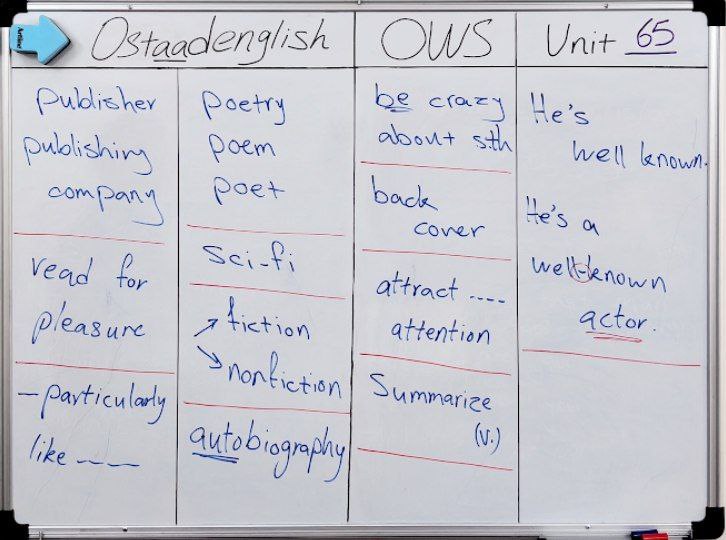 Ostaadenglish
OWS
Unit 65
publisher
publishing
company
read for
pleasure
- particularly
like ----
poetry
poem
poet
sci-fi
fiction
nonfiction
autobiography
be crazy
about sth
back
cover
attract ----
attention
Summarize
(v.)
He's
well known.
He's a
well-known
actor.